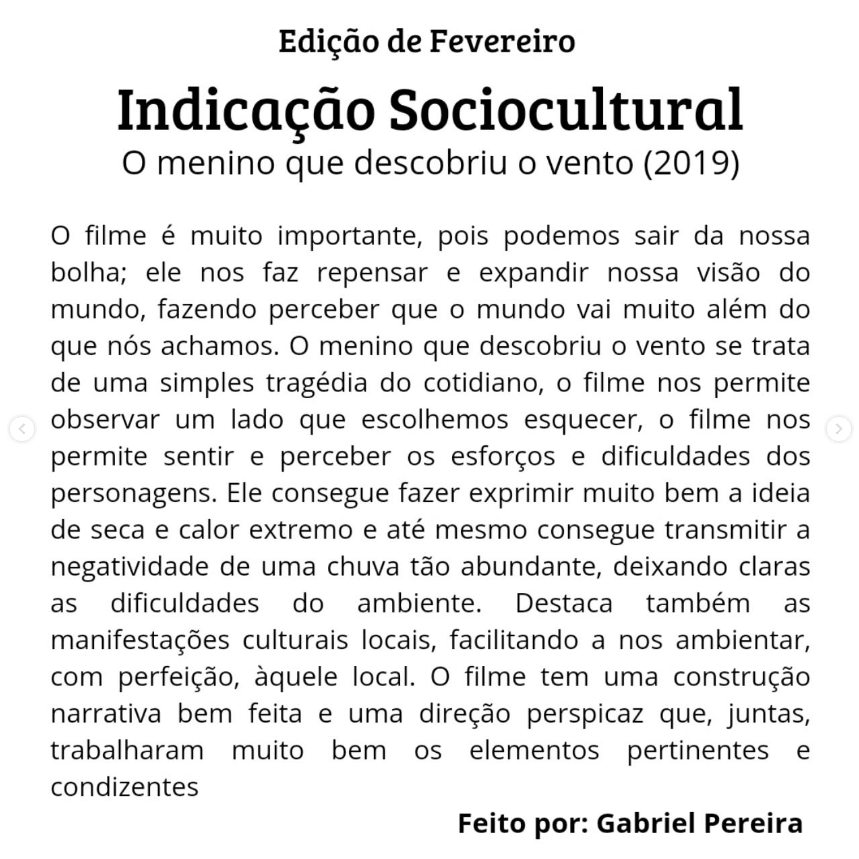 Edição de Fevereiro
Indicação Sociocultural
O menino que descobriu o vento (2019)
O filme é muito importante, pois podemos sair da nossa
bolha; ele nos faz repensar e expandir nossa visão do
mundo, fazendo perceber que o mundo vai muito além do
que nós achamos. O menino que descobriu o vento se trata
de uma simples tragédia do cotidiano, o filme nos permite
observar um lado que escolhemos esquecer, o filme nos
permite sentir e perceber os esforços e dificuldades dos
personagens. Ele consegue fazer exprimir muito bem a ideia
de seca e calor extremo e até mesmo consegue transmitir a
negatividade de uma chuva tão abundante, deixando claras
as dificuldades do ambiente. Destaca também as
manifestações culturais locais, facilitando a nos ambientar,
com perfeição, àquele local. O filme tem uma construção
narrativa bem feita e uma direção perspicaz que, juntas,
trabalharam muito bem os elementos pertinentes e
condizentes
Feito por: Gabriel Pereira